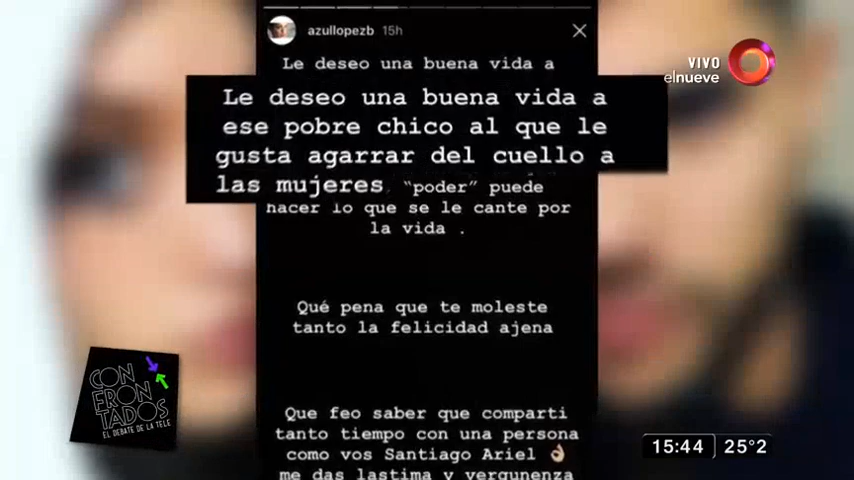 azullopezb 15h
VIVO
elnueve
Le deseo una buena vida a
Le deseo una buena vida a
ese pobre chico al que le
gusta agarrar del cuello a
las mujeres
“poder” puede
hacer lo que se le cante por
la vida .
Qué pena que te moleste
tanto la felicidad ajena
Que feo saber que comparti
tanto tiempo con una persona
como vos Santiago Ariel 👌🏼
me das lastima y verguenza
CON
FRON
TADOS
EL DEBATE DE LA TELE
15:44 25°2